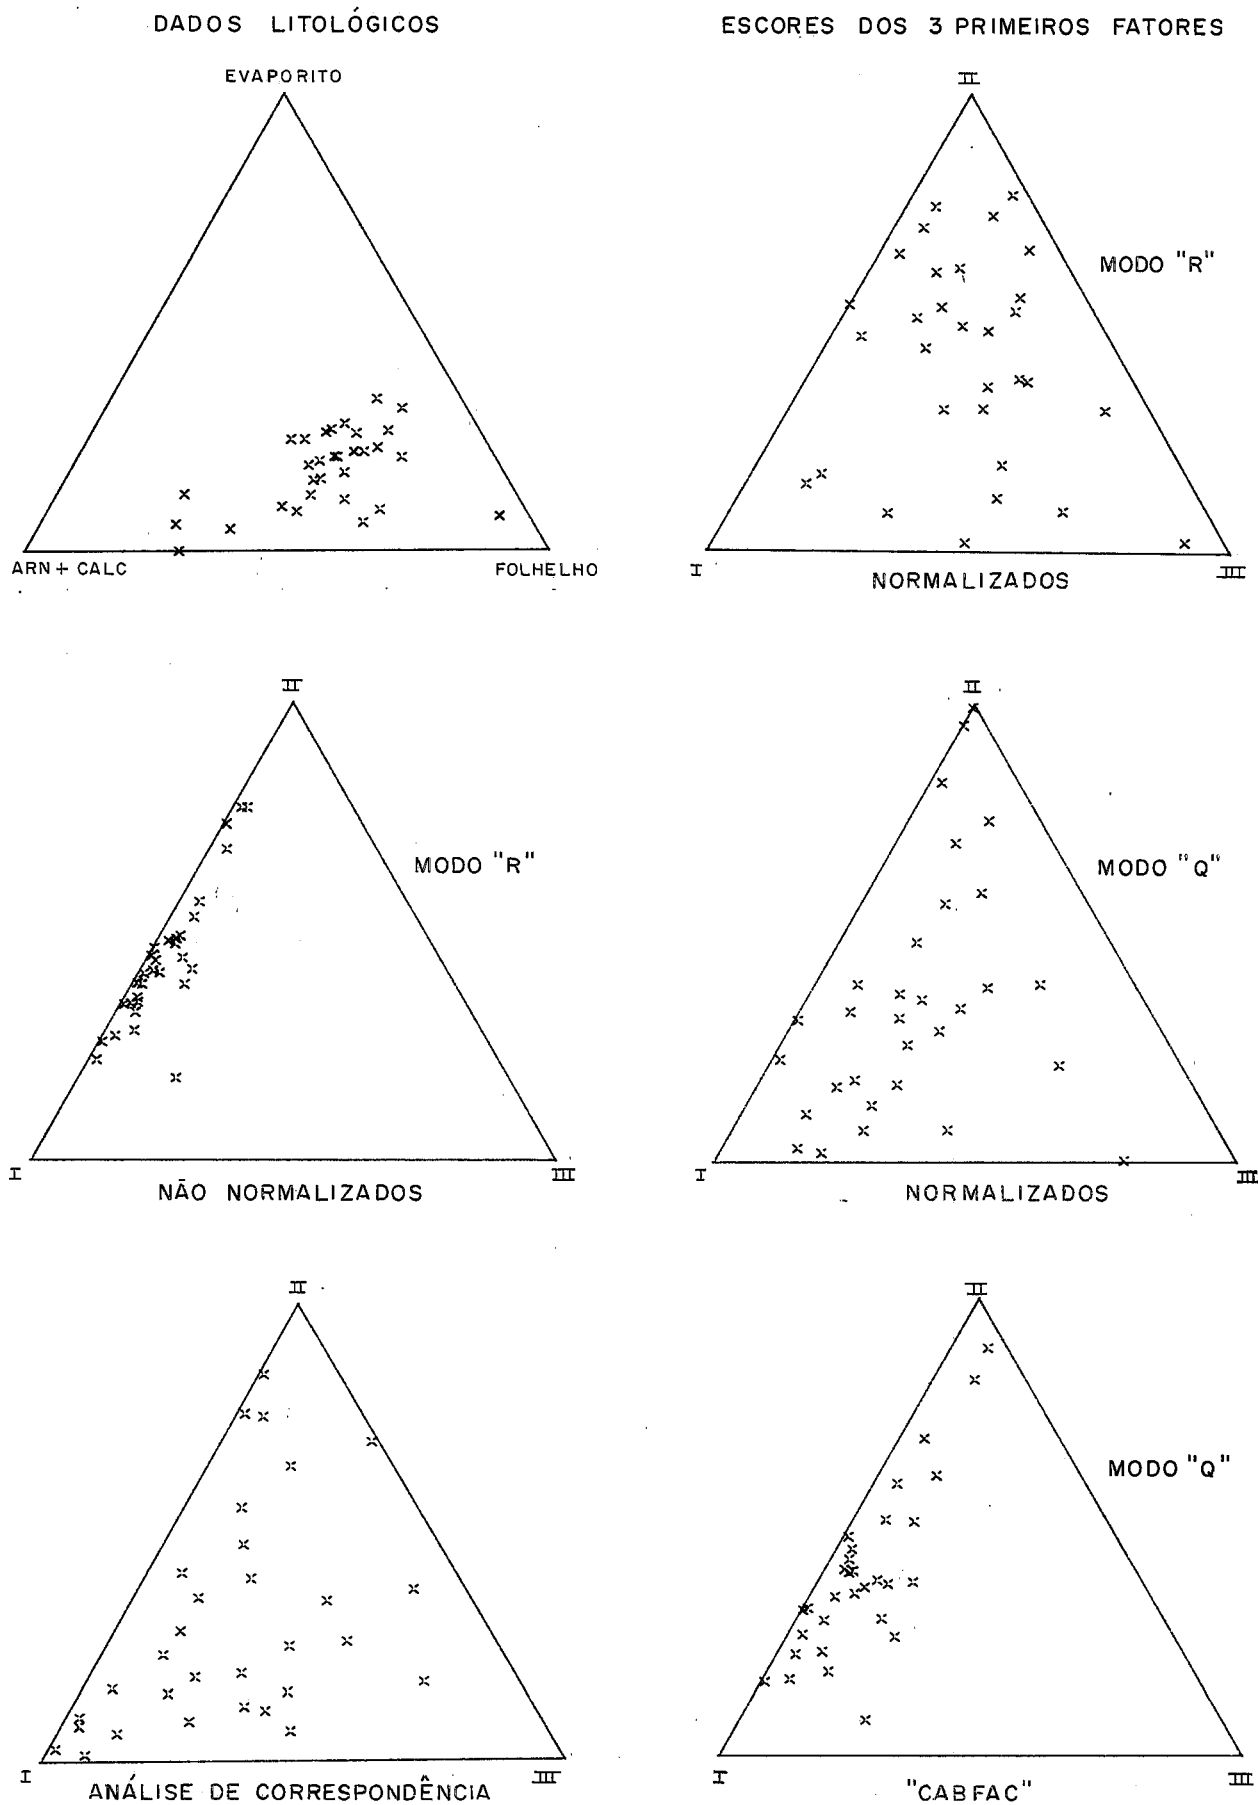 DADOS LITOLÓGICOS
ESCORES DOS 3 PRIMEIROS FATORES
EVAPORITO
ARN + CALC
FOLHELHO
II
MODO "R"
I
III
NORMALIZADOS
II
MODO "R"
I
III
NÃO NORMALIZADOS
II
MODO "Q"
I
III
NORMALIZADOS
II
I
III
ANÁLISE DE CORRESPONDÊNCIA
II
MODO "Q"
I
III
"CABFAC"